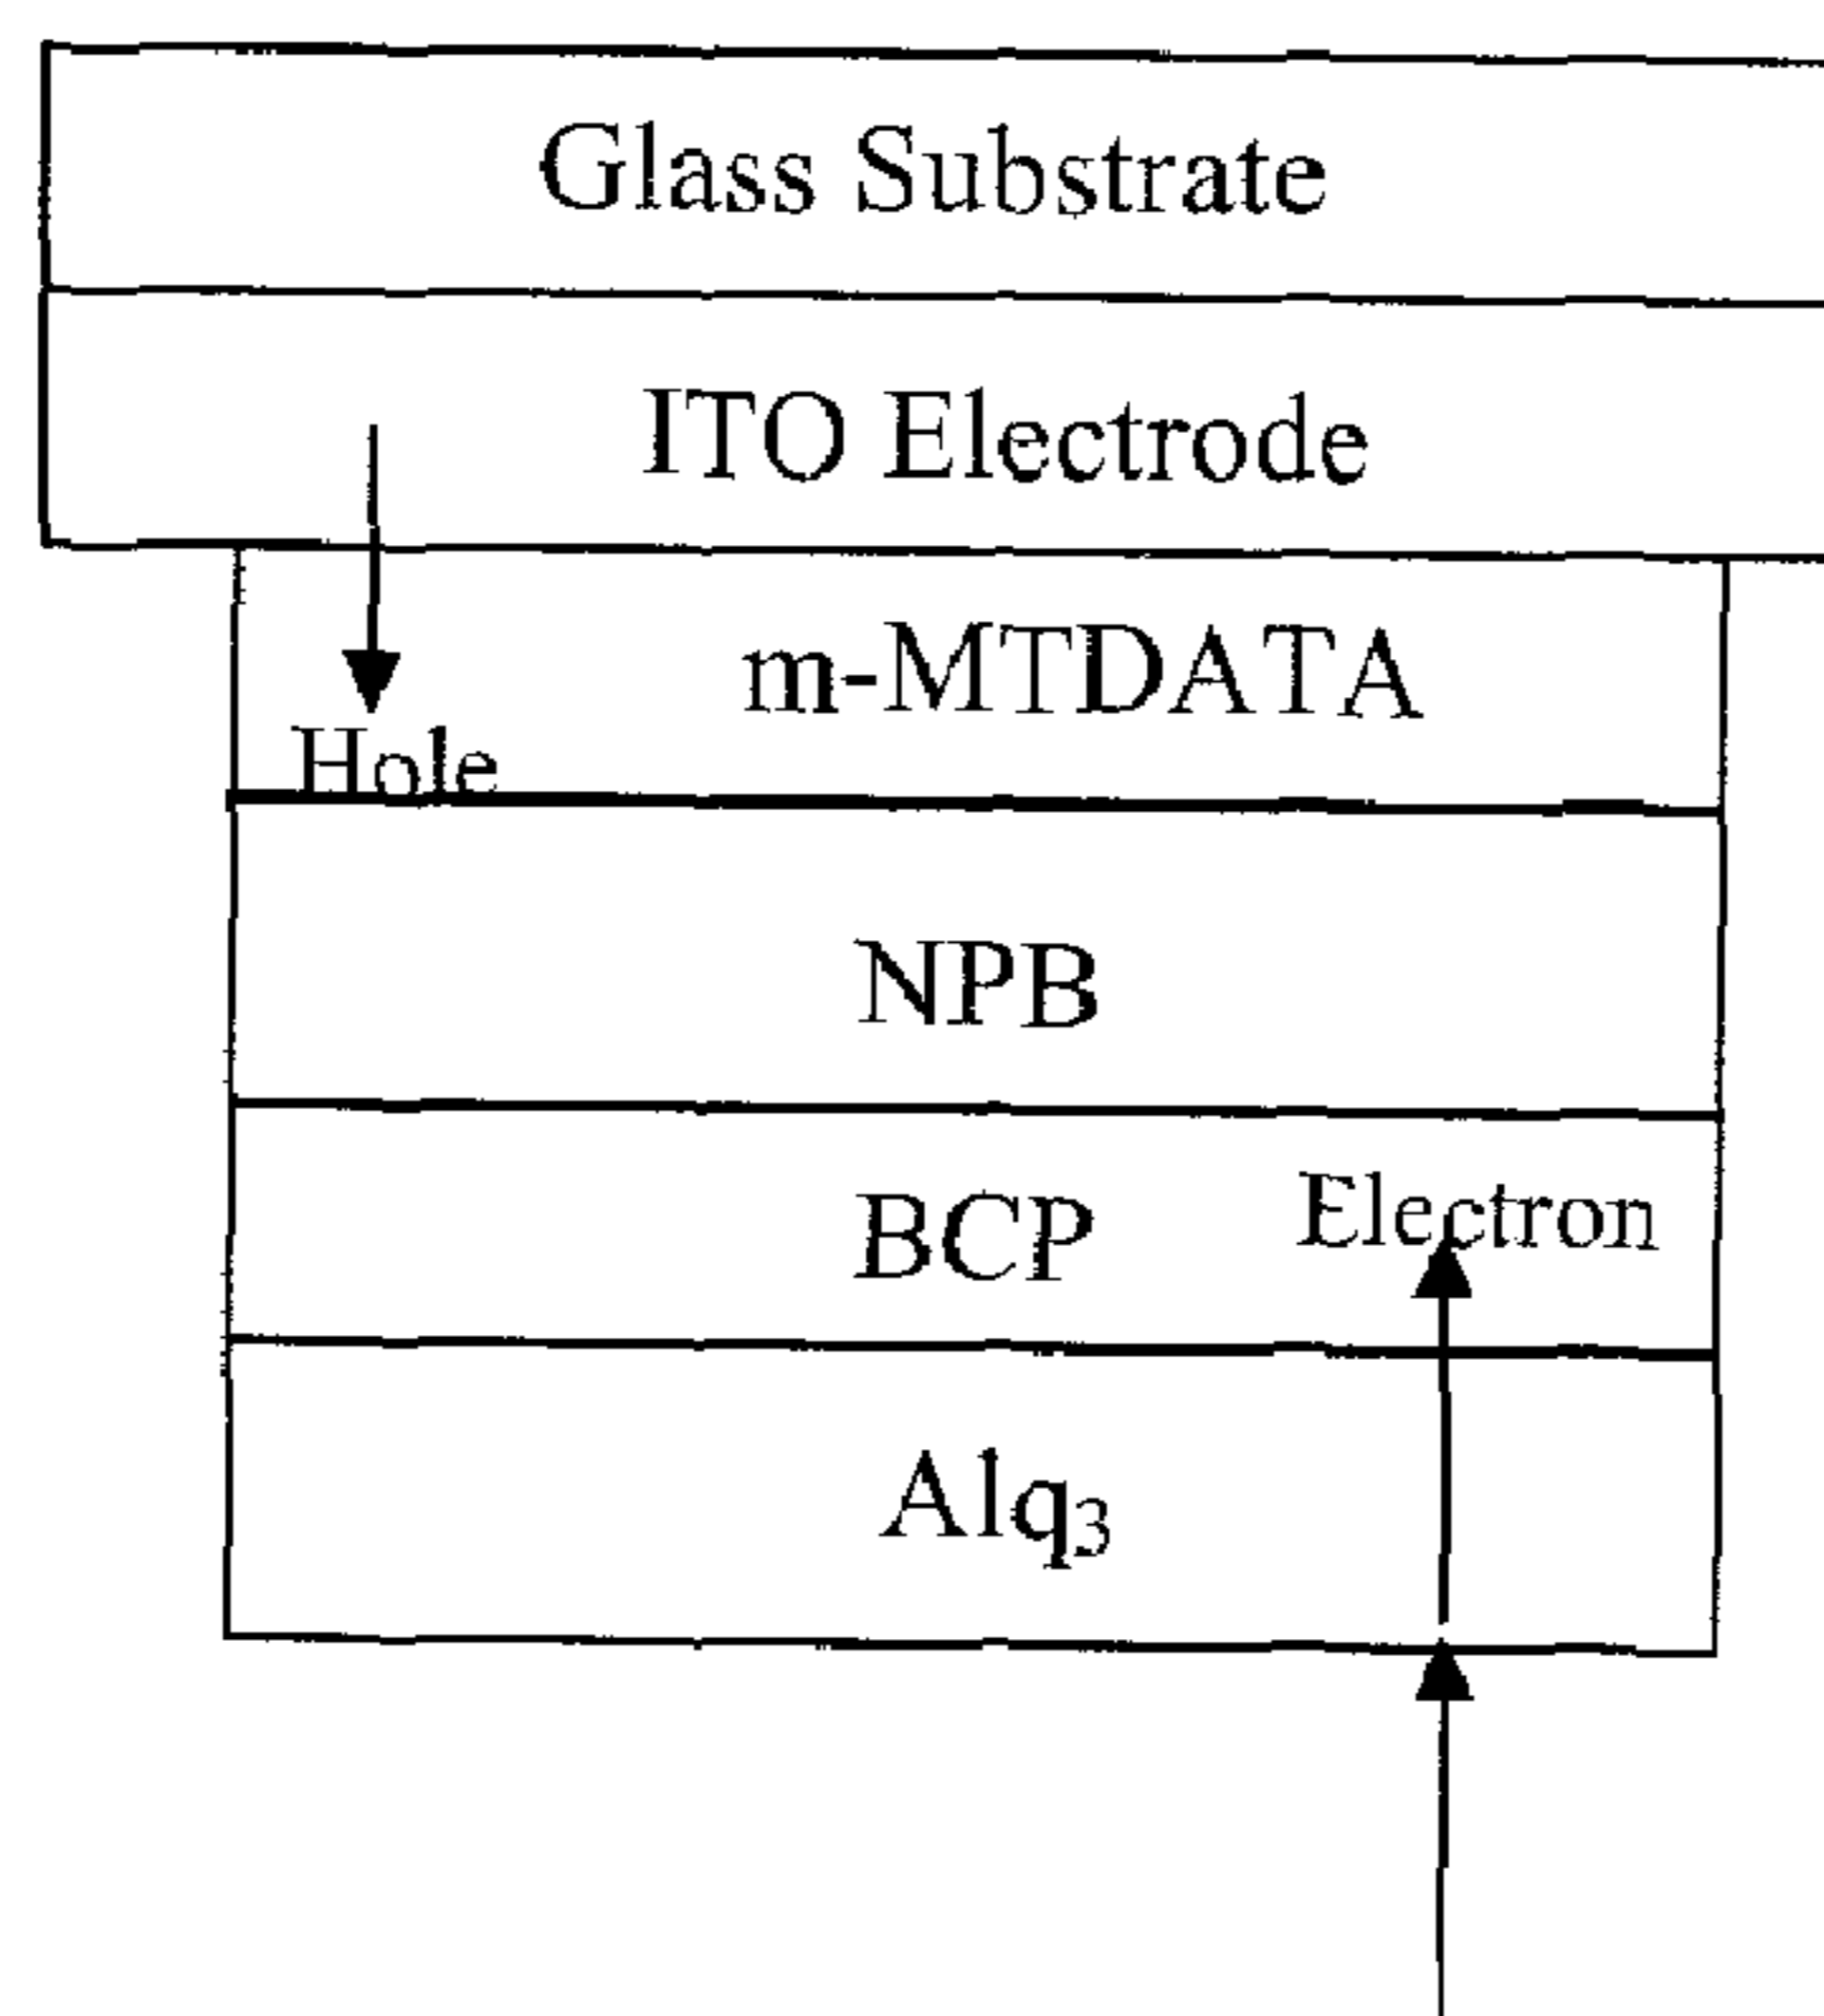 Glass Substrate
ITO Electrode
m-MTDATA
Hole
NPB
BCP
Electron
Alq₃